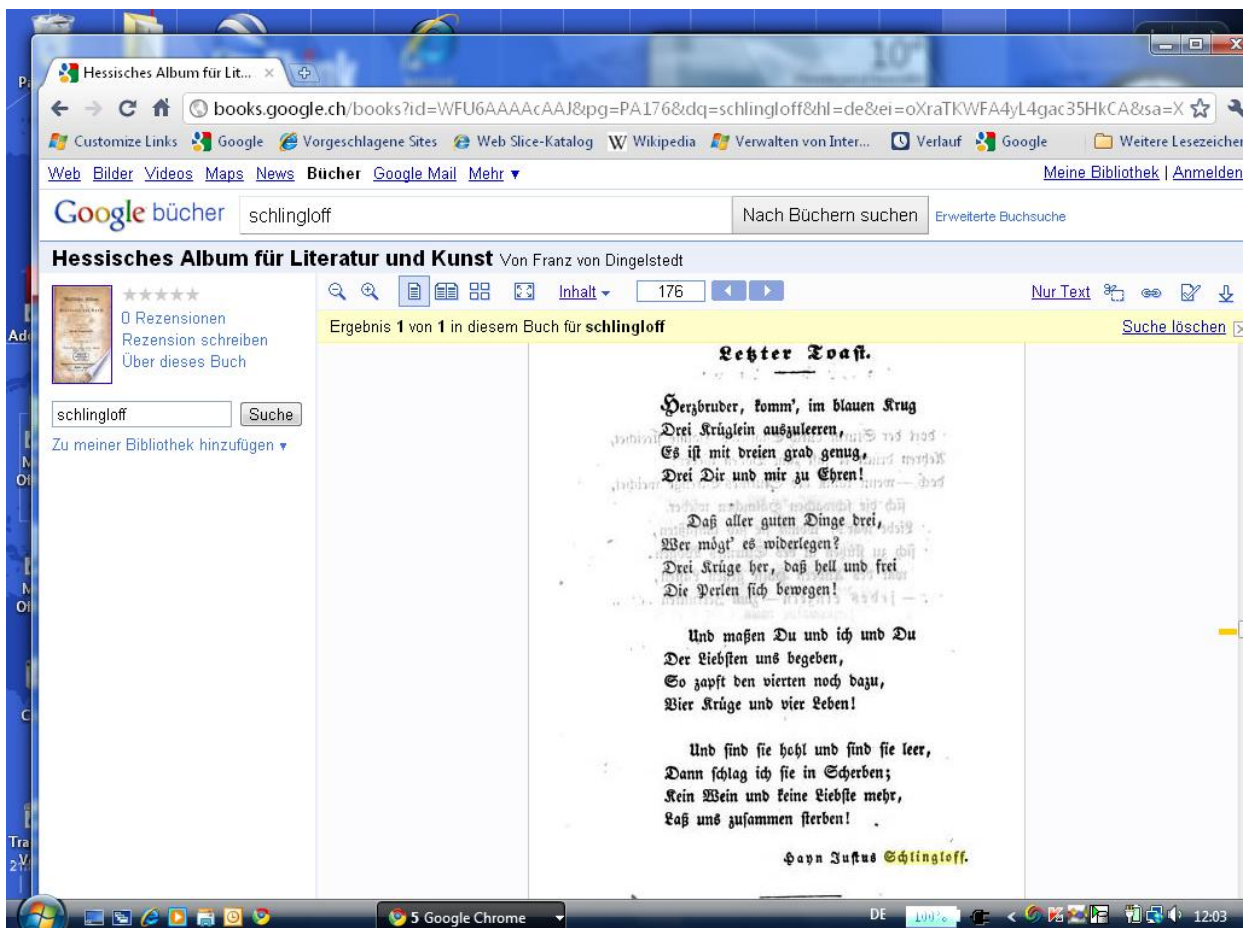 10°
Hessisches Album für Lit...
books.google.ch/books?id=WFU6AAAAcAAJ&pg=PA176&dq=schlingloff&hl=de&ei=oXraTKWFA4yL4gac35HkCA&sa=X
Customize Links Google Vorgeschlagene Sites Web Slice-Katalog Wikipedia Verwalten von Inter... Verlauf Google Weitere Lesezeichen
Web Bilder Videos Maps News Bücher Google Mail Mehr ▼ Meine Bibliothek | Anmelden
Google bücher schlingloff Nach Büchern suchen Erweiterte Buchsuche
Hessisches Album für Literatur und Kunst Von Franz von Dingelstedt
0 Rezensionen
Rezension schreiben
Über dieses Buch
schlingloff Suche
Zu meiner Bibliothek hinzufügen ▼
Inhalt 176 Nur Text
Ergebnis 1 von 1 in diesem Buch für schlingloff Suche löschen
Letzter Toast.
Herzbruder, komm', im blauen Krug
Drei Krüglein auszuleeren,
Es ist mit dreien grad genug,
Drei Dir und mir zu Ehren!
Daß aller guten Dinge drei,
Wer mögt' es widerlegen?
Drei Krüge her, daß hell und frei
Die Perlen sich bewegen!
Und maßen Du und ich und Du
Der Liebsten uns begeben,
So zapft den vierten noch dazu,
Vier Krüge und vier Leben!
Und sind sie hohl und sind sie leer,
Dann schlag ich sie in Scherben;
Kein Wein und keine Liebste mehr,
Laß uns zusammen sterben!
Hayn Justus Schlingloff.
5 Google Chrome DE 100% 12:03